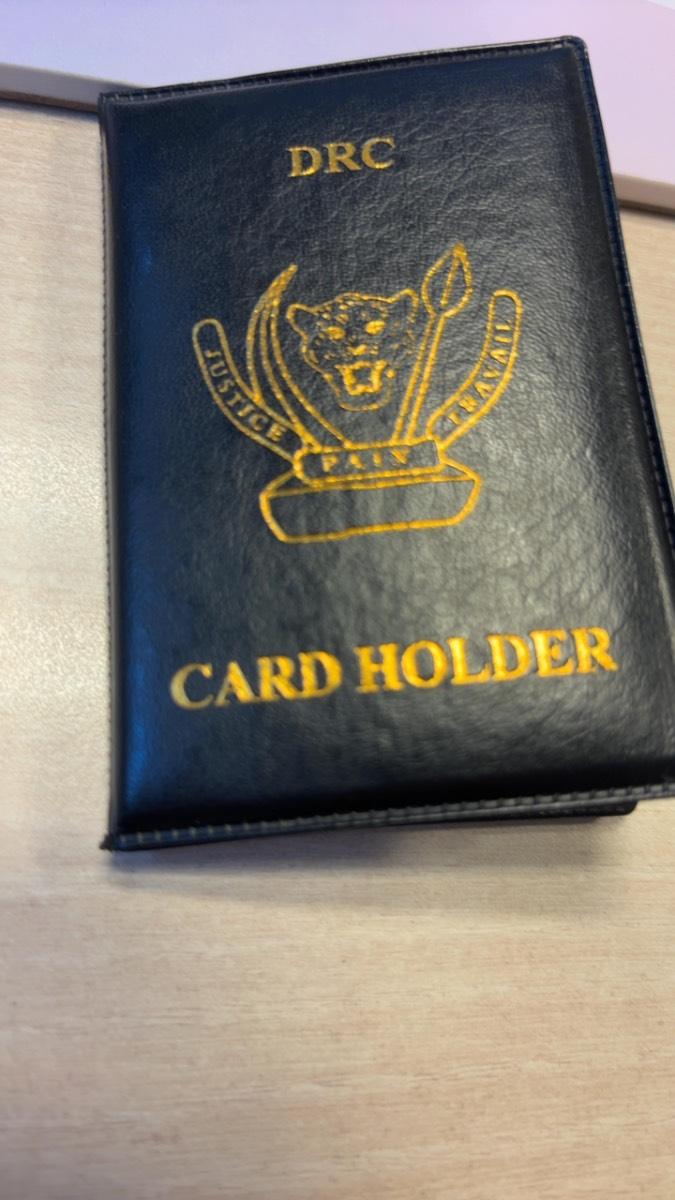 DRC
JUSTICE
PAIX
TRAVAIL
CARD HOLDER